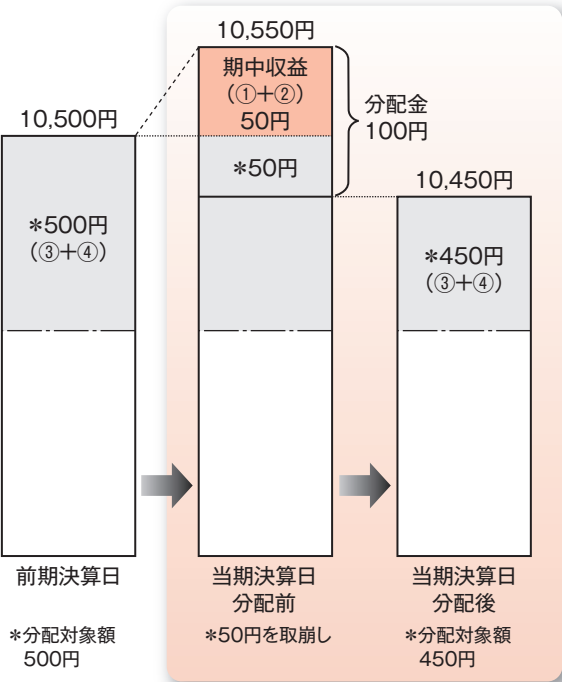 10,500円
*500円
(③+④)
前期決算日
*分配対象額
500円
10,550円
期中収益
(①+②)
50円
*50円
分配金
100円
当期決算日
分配前
*50円を取崩し
10,450円
*450円
(③+④)
当期決算日
分配後
*分配対象額
450円